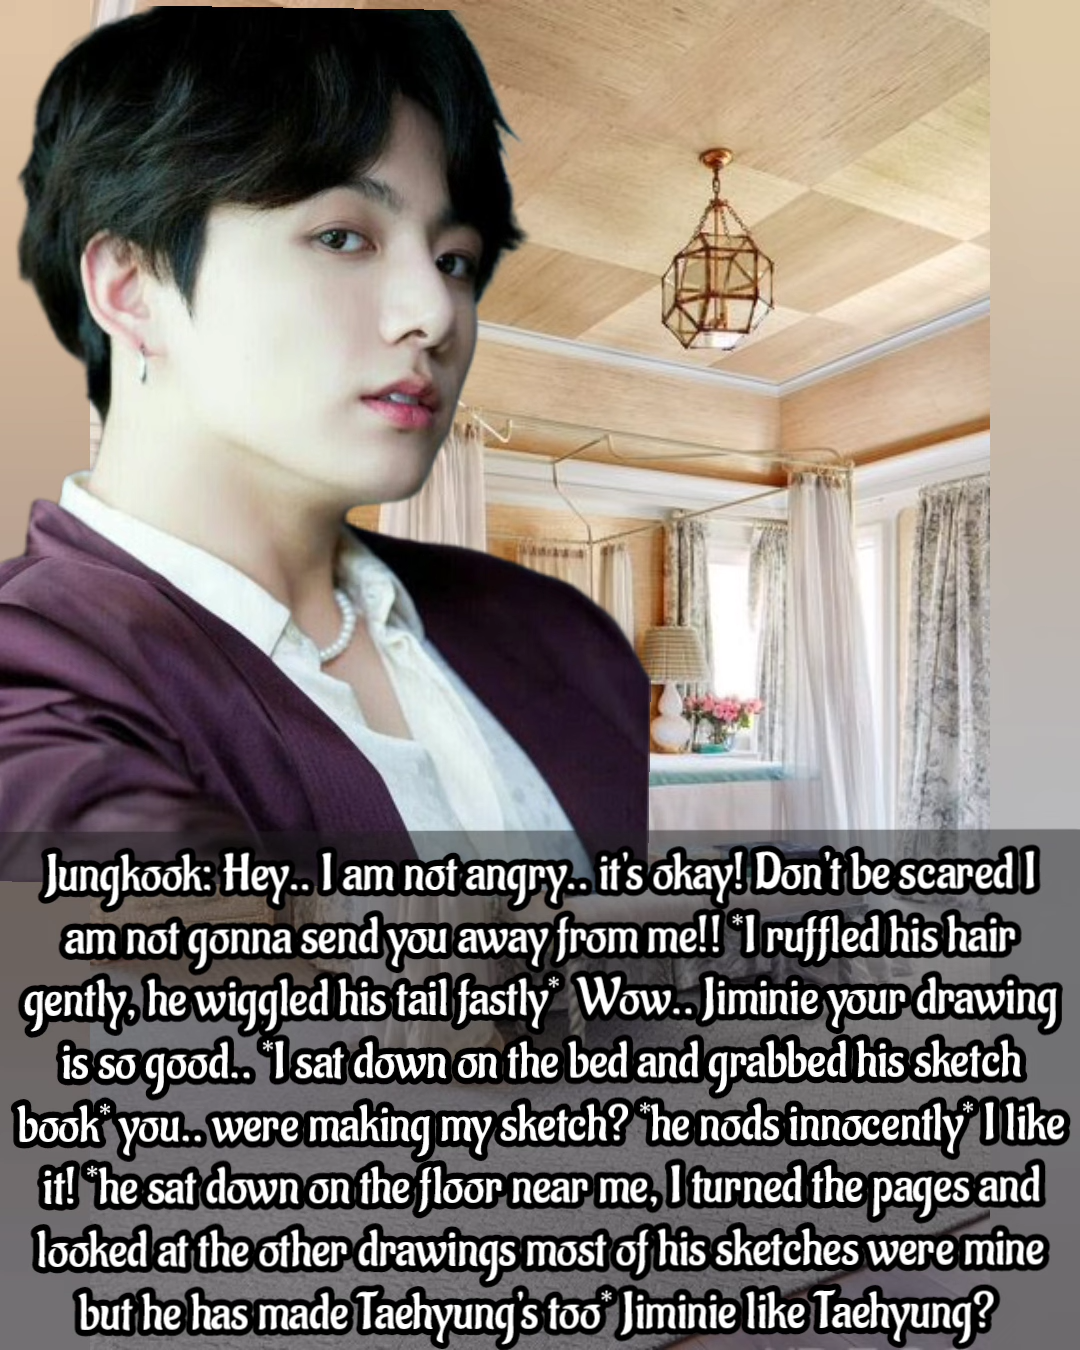 Jungkook: Hey.. I am not angry.. it's okay! Don't be scared I
am not gonna send you away from me!! *I ruffled his hair
gently, he wiggled his tail fastly* Wow.. Jiminie your drawing
is so good.. *I sat down on the bed and grabbed his sketch
book* you.. were making my sketch? *he nods innocently* I like
it! *he sat down on the floor near me, I turned the pages and
looked at the other drawings most of his sketches were mine
but he has made Taehyung's too* Jiminie like Taehyung?